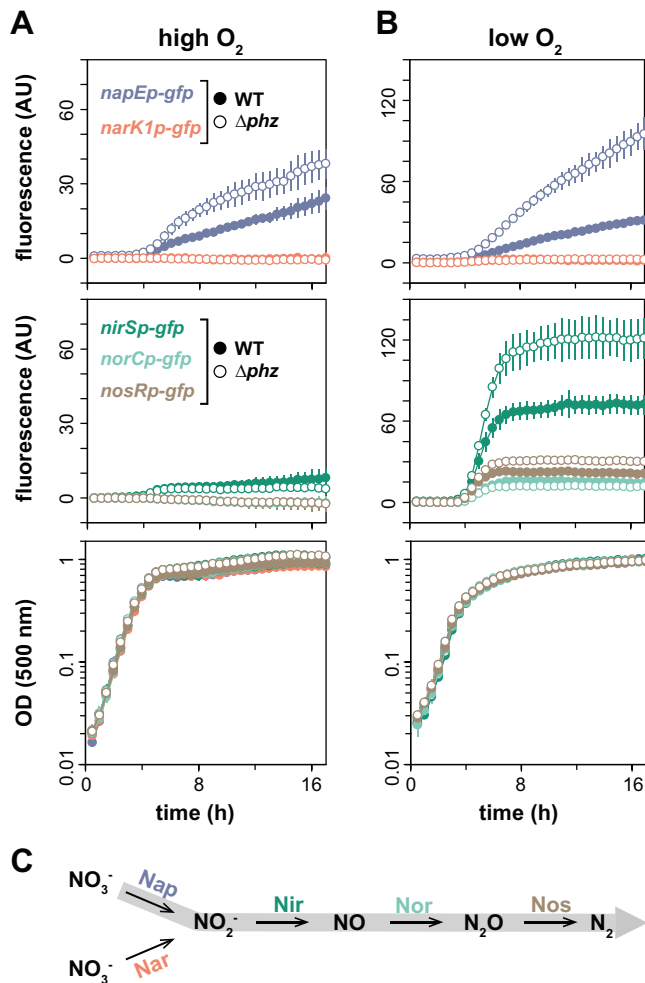 A
B
high O₂
low O₂
fluorescence (AU)
60
30
0
napEp-gfp
narK1p-gfp
WT
Δphz
150
100
50
0
fluorescence (AU)
60
30
0
nirSp-gfp
norCp-gfp
nosRp-gfp
WT
Δphz
120
60
0
OD (500 nm)
1
0.1
0.01
0 8 16
time (h)
1
0.1
0.01
0 8 16
time (h)
C
NO₃⁻ Nap
NO₂⁻ Nir NO Nor N₂O Nos N₂
NO₃⁻ Nar